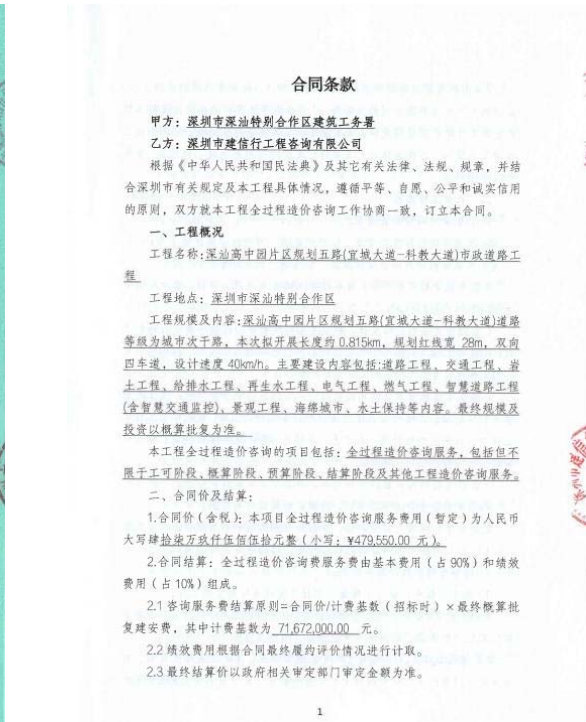 合同条款
甲方：深圳市深汕特别合作区建筑工务署
乙方：深圳市建信行工程咨询有限公司
根据《中华人民共和国民法典》及其它有关法律、法规、规章，并结
合深圳市有关规定及本工程具体情况，遵循平等、自愿、公平和诚实信用
的原则，双方就本工程全过程造价咨询工作协商一致，订立本合同。
一、工程概况
工程名称:深汕高中园片区规划五路(宜城大道-科教大道)市政道路工
程
工程地点：深圳市深汕特别合作区
工程规模及内容:深汕高中园片区规划五路(宜城大道-科教大道)道路
等级为城市次干路，本次拟开展长度约 0.815km，规划红线宽 28m，双向
四车道，设计速度 40km/h。主要建设内容包括:道路工程、交通工程、岩
土工程、给排水工程、再生水工程、电气工程、燃气工程、智慧道路工程
(含智慧交通监控)、景观工程、海绵城市、水土保持等内容。最终规模及
投资以概算批复为准。
本工程全过程造价咨询的项目包括：全过程造价咨询服务，包括但不
限于工可阶段、概算阶段、预算阶段、结算阶段及其他工程造价咨询服务。
二、合同价及结算：
1.合同价（含税）：本项目全过程造价咨询服务费用（暂定）为人民币
大写肆拾柒万玖仟伍佰伍拾元整（小写：¥479,550.00 元）。
2.合同结算：全过程造价咨询费服务费由基本费用（占 90%）和绩效
费用（占 10%）组成。
2.1 咨询服务费结算原则=合同价/计费基数（招标时）×最终概算批
复建安费，其中计费基数为 71,672,000.00 元。
2.2 绩效费用根据合同最终履约评价情况进行计取。
2.3 最终结算价以政府相关审定部门审定金额为准。
1